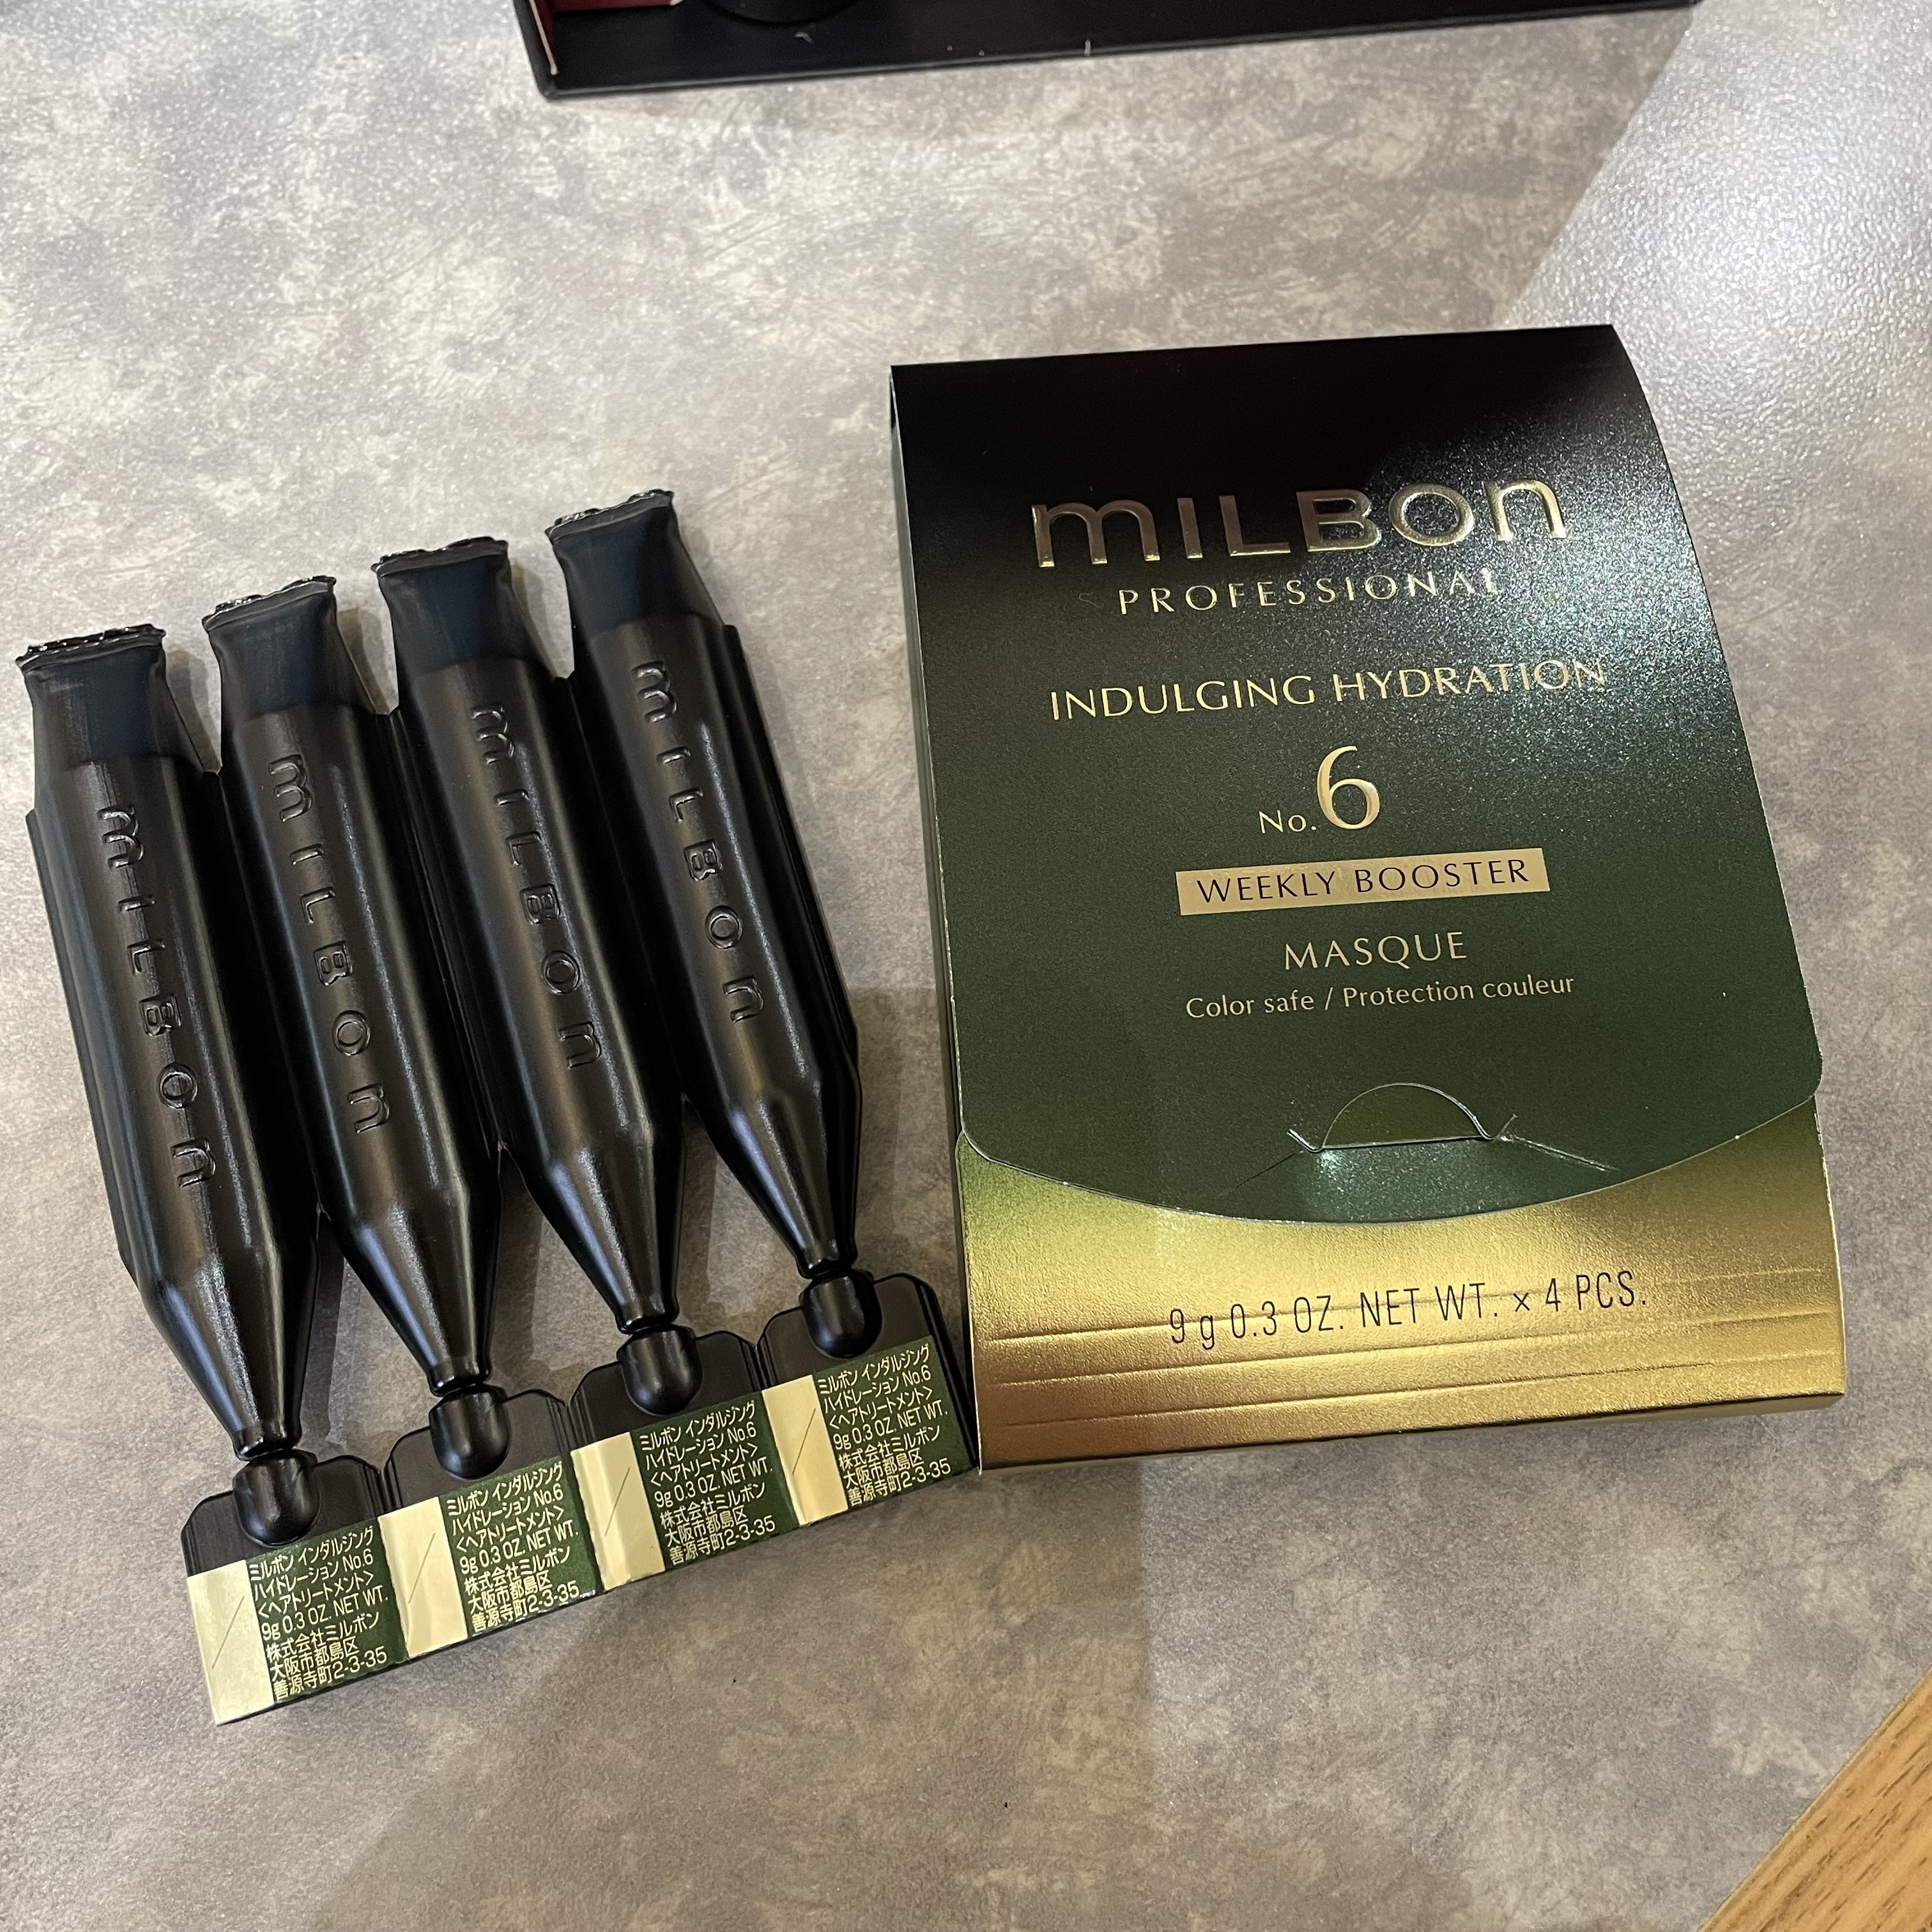 mILBON
PROFESSIONAL
INDULGING HYDRATION
No.6
WEEKLY BOOSTER
MASQUE
Color safe / Protection couleur
9g 0.3 OZ. NET WT. × 4 PCS.
mILBON
mILBON
mILBON
mILBON
ミルボン インダルジング
ハイドレーション No.6
<ヘアトリートメント>
9g 0.3 OZ. NET WT.
株式会社ミルボン
大阪市都島区
善源寺町2-3-35
ミルボン インダルジング
ハイドレーション No.6
<ヘアトリートメント>
9g 0.3 OZ. NET WT.
株式会社ミルボン
大阪市都島区
善源寺町2-3-35
ミルボン インダルジング
ハイドレーション No.6
<ヘアトリートメント>
9g 0.3 OZ. NET WT.
株式会社ミルボン
大阪市都島区
善源寺町2-3-35
ミルボン インダルジング
ハイドレーション No.6
<ヘアトリートメント>
9g 0.3 OZ. NET WT.
株式会社ミルボン
大阪市都島区
善源寺町2-3-35